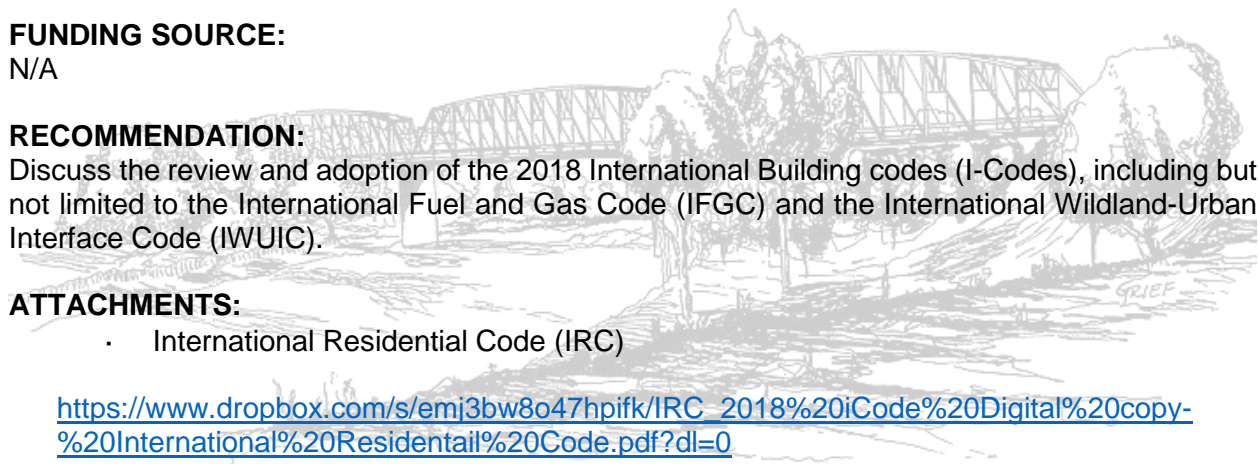 FUNDING SOURCE:
N/A
RECOMMENDATION:
Discuss the review and adoption of the 2018 International Building codes (I-Codes), including but
not limited to the International Fuel and Gas Code (IFGC) and the International Wildland-Urban
Interface Code (IWUIC).
GRIEF
ATTACHMENTS:
· International Residential Code (IRC)
https://www.dropbox.com/s/emj3bw8o47hpifk/IRC_2018%20iCode%20Digital%20copy-
%20International%20Residentail%20Code.pdf?dl=0